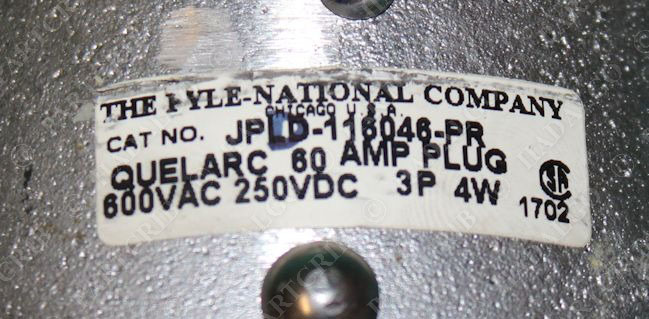 THE PYLE-NATIONAL COMPANY
CHICAGO U.S.A.
CAT NO. JPLD-116046-PR
QUELARC 60 AMP PLUG
600VAC 250VDC 3P 4W
1702